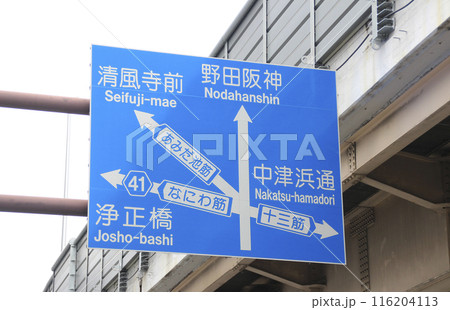 清風寺前
Seifuji-mae
野田阪神
Nodahanshin
あみだ池筋
41
なにわ筋
中津浜通
Nakatsu-hamadori
十三筋
浄正橋
Josho-bashi
PIXTA
pixta.jp - 116204113